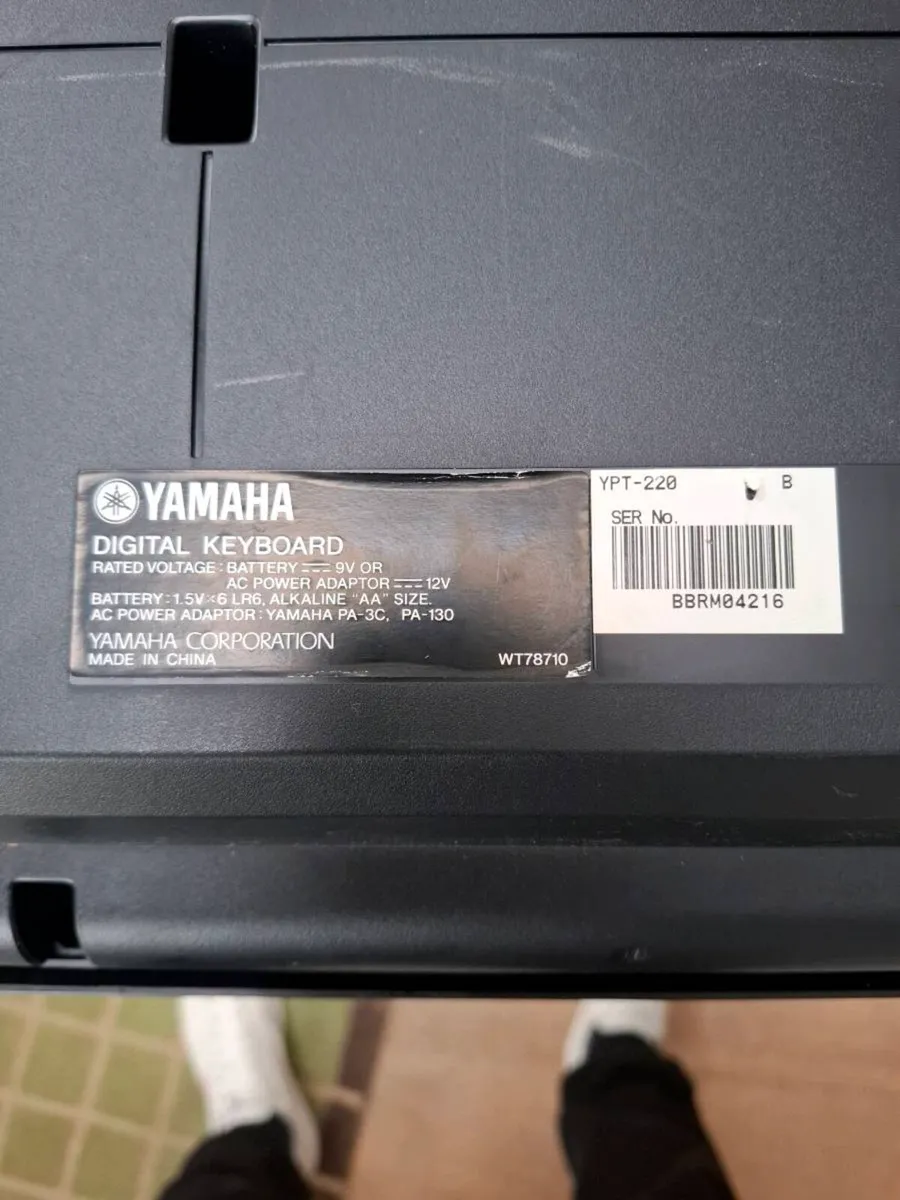 YAMAHA
DIGITAL KEYBOARD
RATED VOLTAGE : BATTERY ⎓ 9V OR
AC POWER ADAPTOR ⎓ 12V
BATTERY : 1.5V×6 LR6, ALKALINE "AA" SIZE.
AC POWER ADAPTOR : YAMAHA PA-3C, PA-130
YAMAHA CORPORATION
MADE IN CHINA
WT78710
YPT-220 B
SER No.
BBRM04216